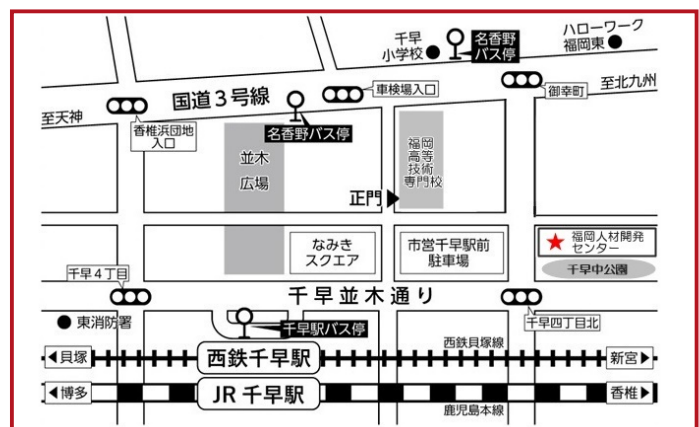 千早
小学校
名香野
バス停
ハローワーク
福岡東
国道3号線
車検場入口
御幸町
至北九州
至天神
香椎浜団地
入口
名香野バス停
並木
広場
福岡
高等
技術
専門校
正門
なみき
スクエア
市営千早駅前
駐車場
★ 福岡人材開発
センター
千早中公園
千早4丁目
千早並木通り
東消防署
千早駅バス停
千早四丁目北
西鉄貝塚線
貝塚
西鉄千早駅
新宮
博多
JR 千早駅
香椎
鹿児島本線